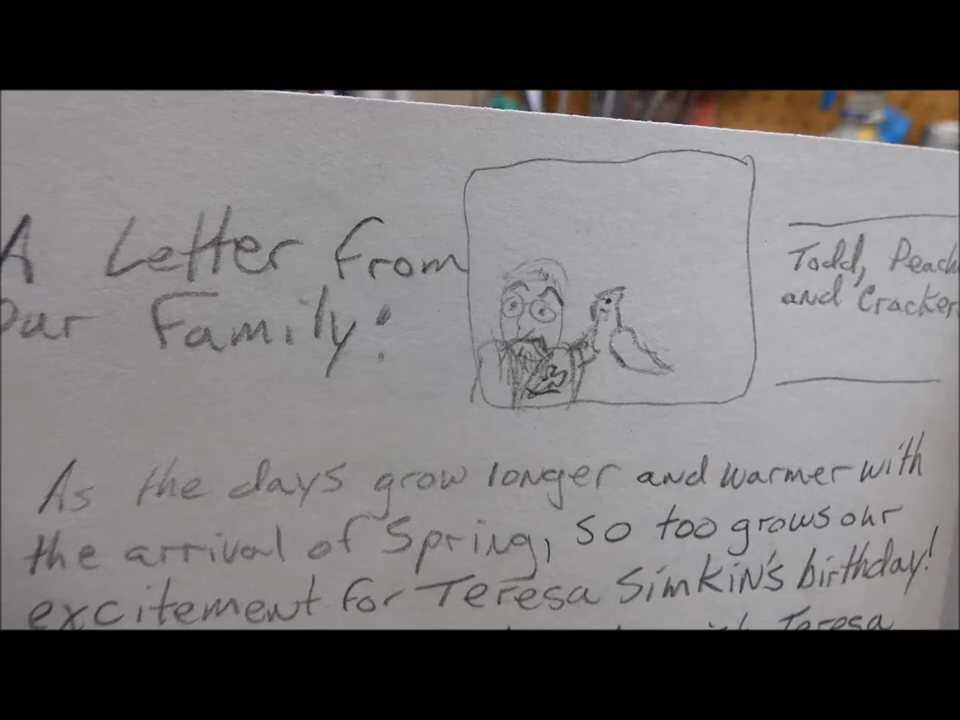 A Letter From
Our Family:
Todd, Peach
and Cracker
As the days grow longer and warmer with
the arrival of Spring, so too grows our
excitement for Teresa Simkin's birthday!
Teresa